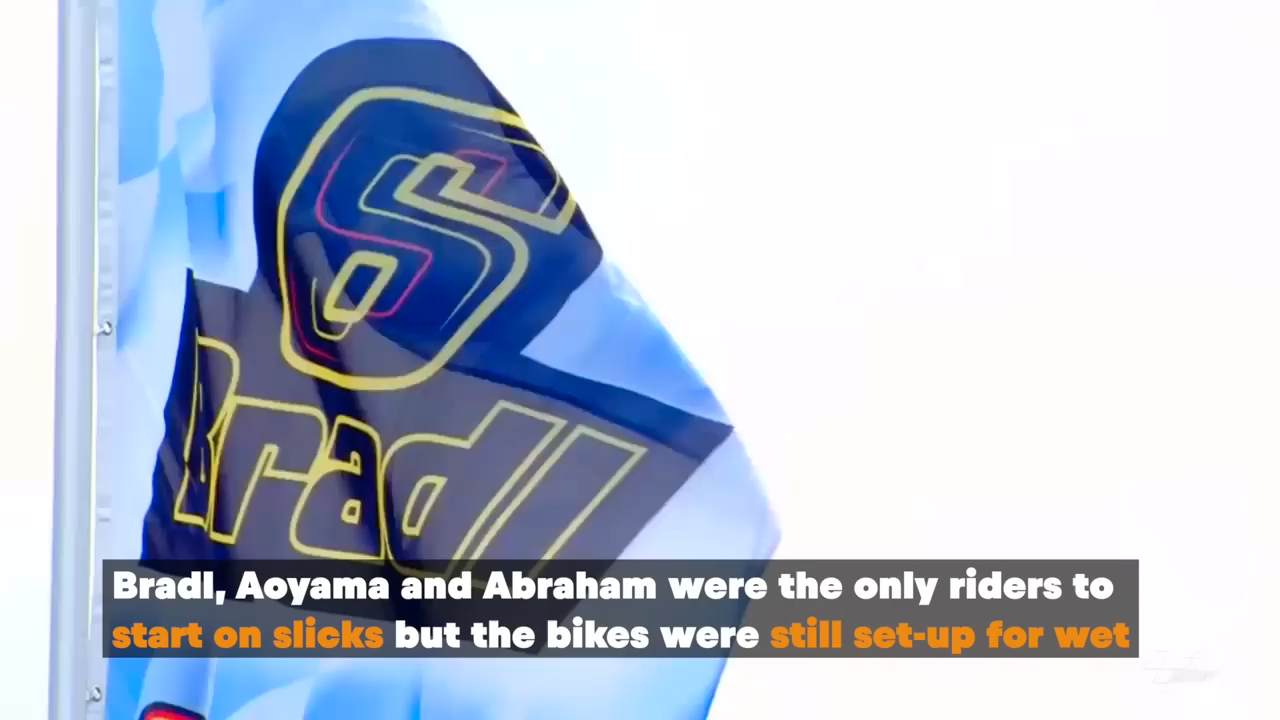 6
Bradl
Bradl, Aoyama and Abraham were the only riders to
start on slicks but the bikes were still set-up for wet